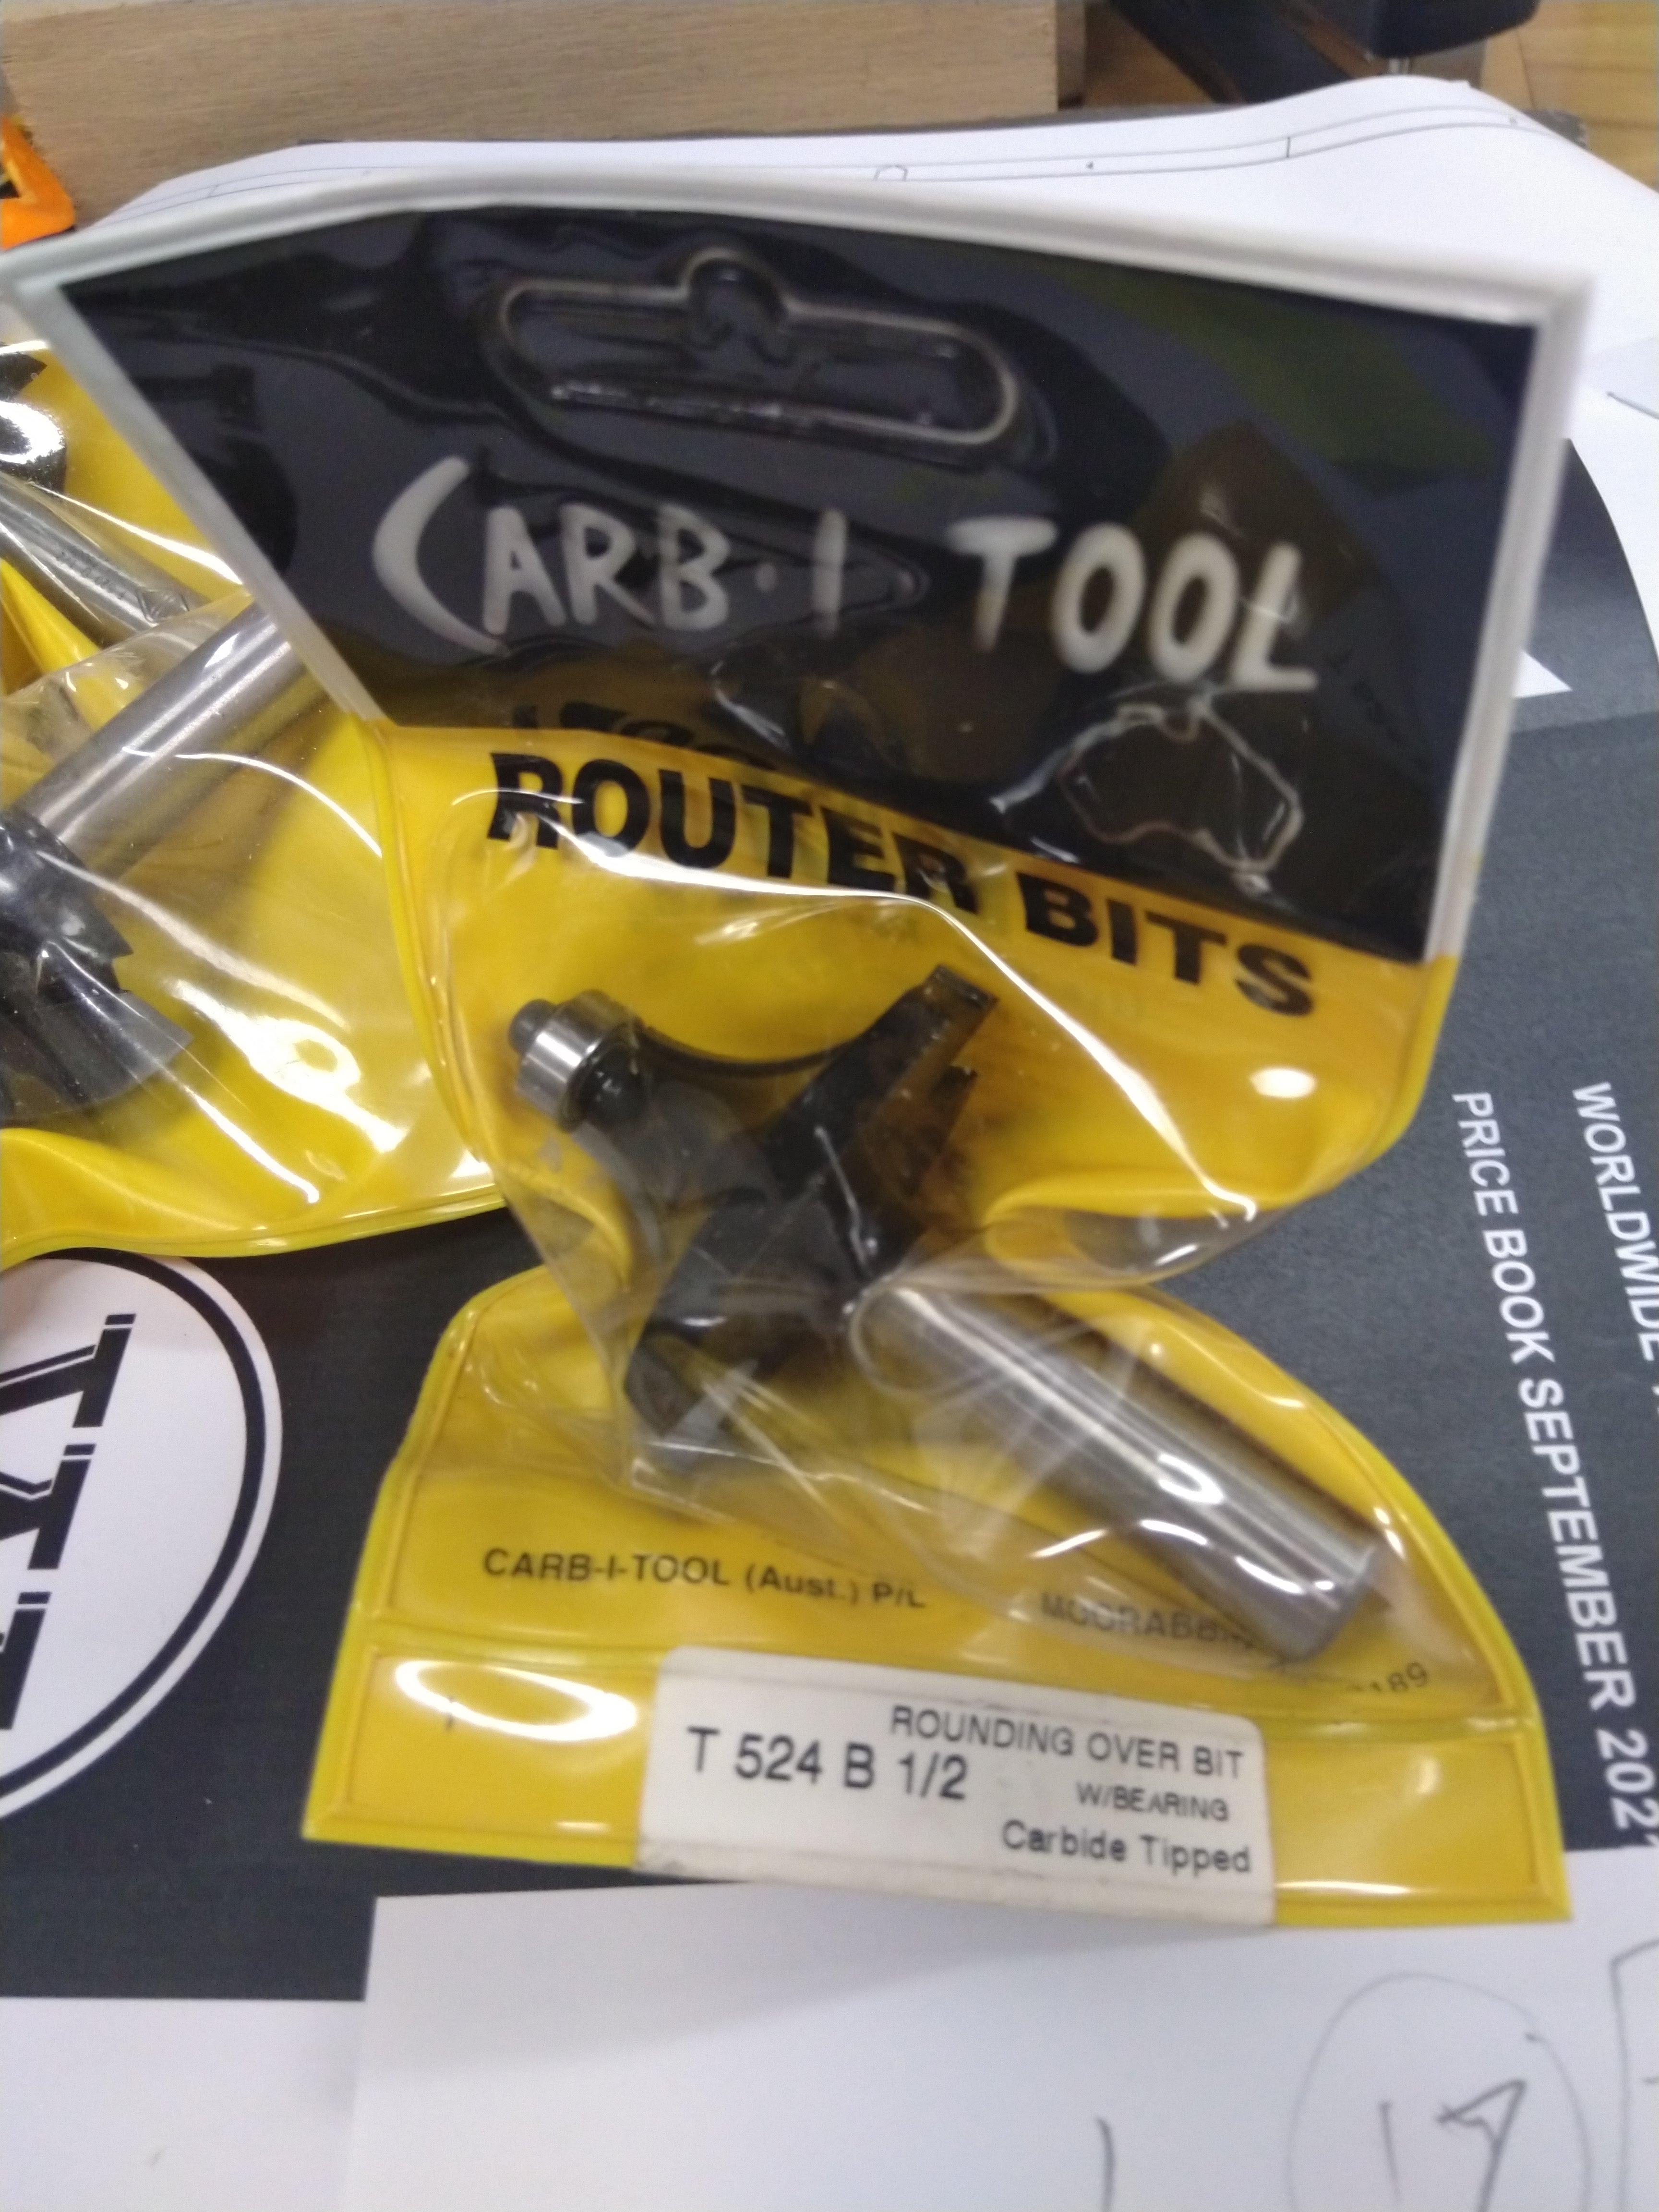 CARB·I TOOL
ROUTER BITS
CARB-I-TOOL (Aust.) P/L
ROUNDING OVER BIT
T 524 B 1/2
W/BEARING
Carbide Tipped
WORLDWIDE
PRICE BOOK SEPTEMBER 202